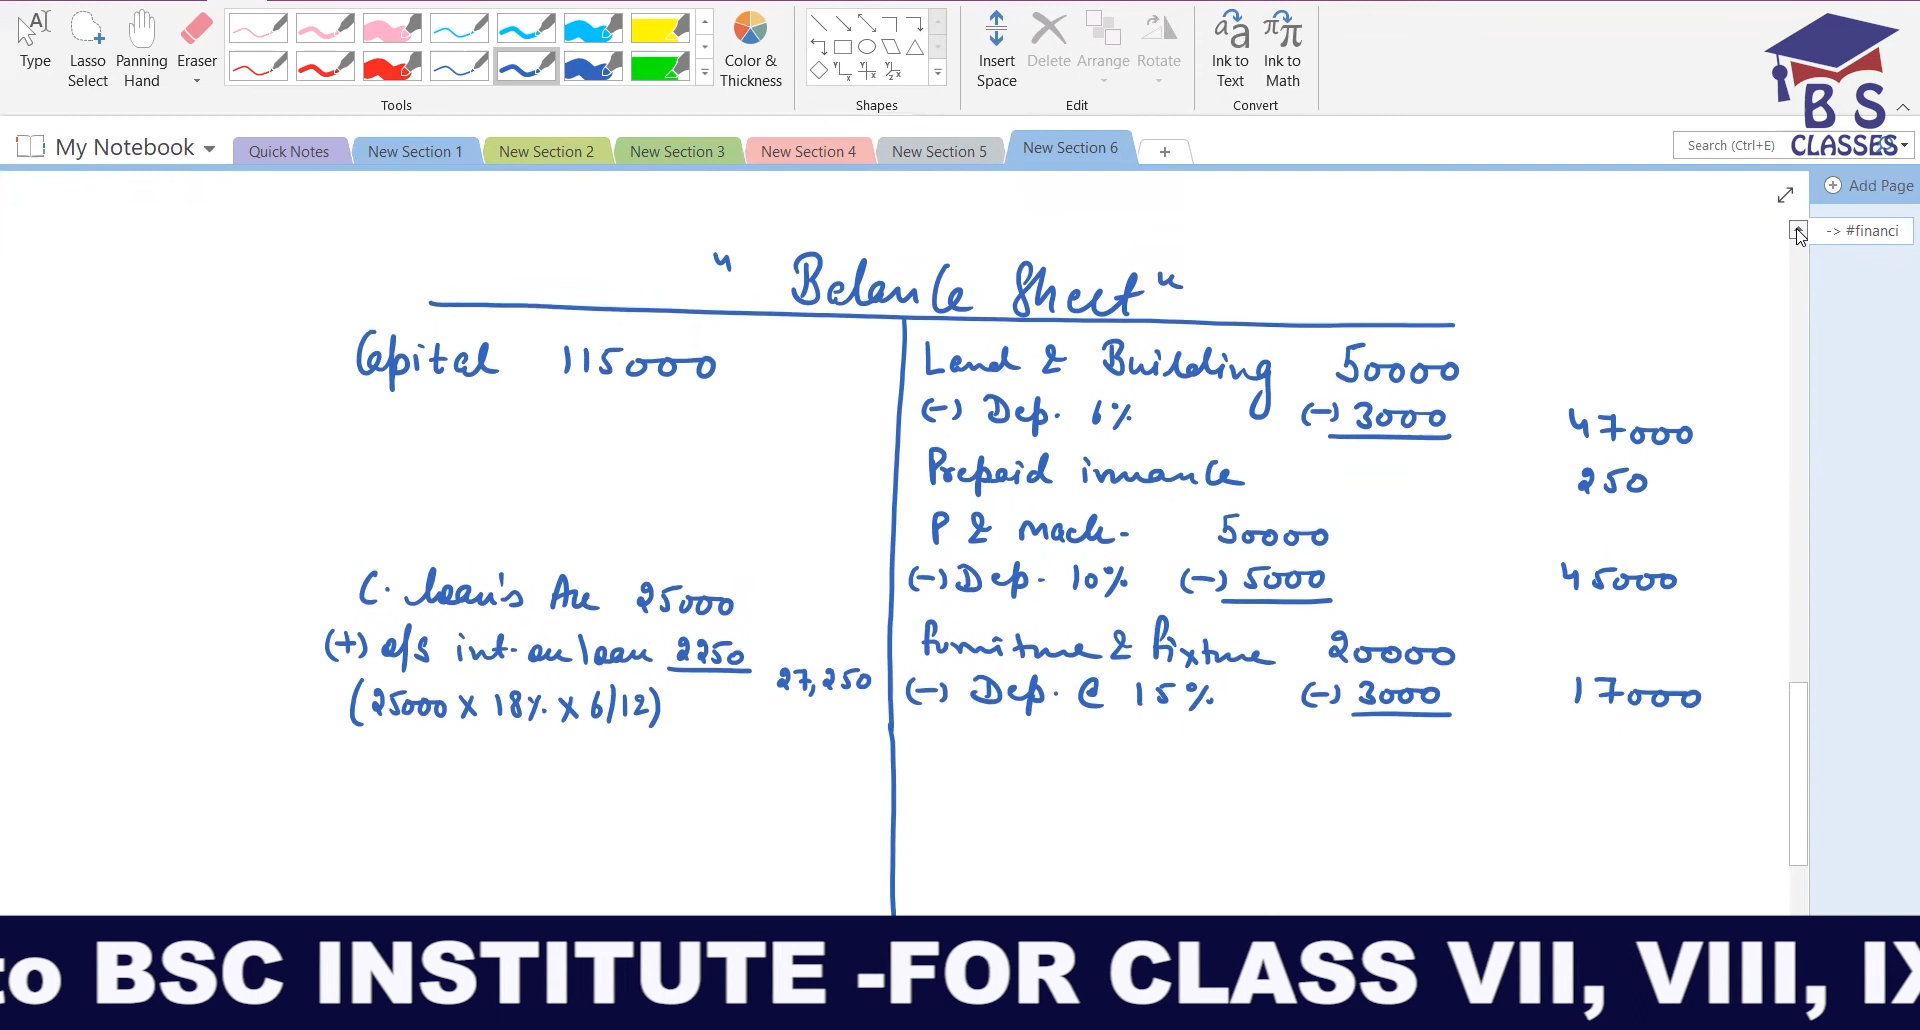 Type
Lasso Select
Panning Hand
Eraser
Color & Thickness
Insert Space
Delete
Arrange
Rotate
Ink to Text
Ink to Math
Tools
Shapes
Edit
Convert
BS
CLASSES
My Notebook
Quick Notes
New Section 1
New Section 2
New Section 3
New Section 4
New Section 5
New Section 6
Search (Ctrl+E)
Add Page
-> #financi
" Balance Sheet "
Capital 115000
C. loan's A/c 25000
(+) o/s int. on loan 2250
27,250
(25000 x 18% x 6/12)
Land & Building 50000
(-) Dep. 6% (-) 3000 47000
Prepaid insurance 250
P & mach. 50000
(-) Dep. 10% (-) 5000 45000
furniture & fixture 20000
(-) Dep. @ 15% (-) 3000 17000
to BSC INSTITUTE -FOR CLASS VII, VIII, IX